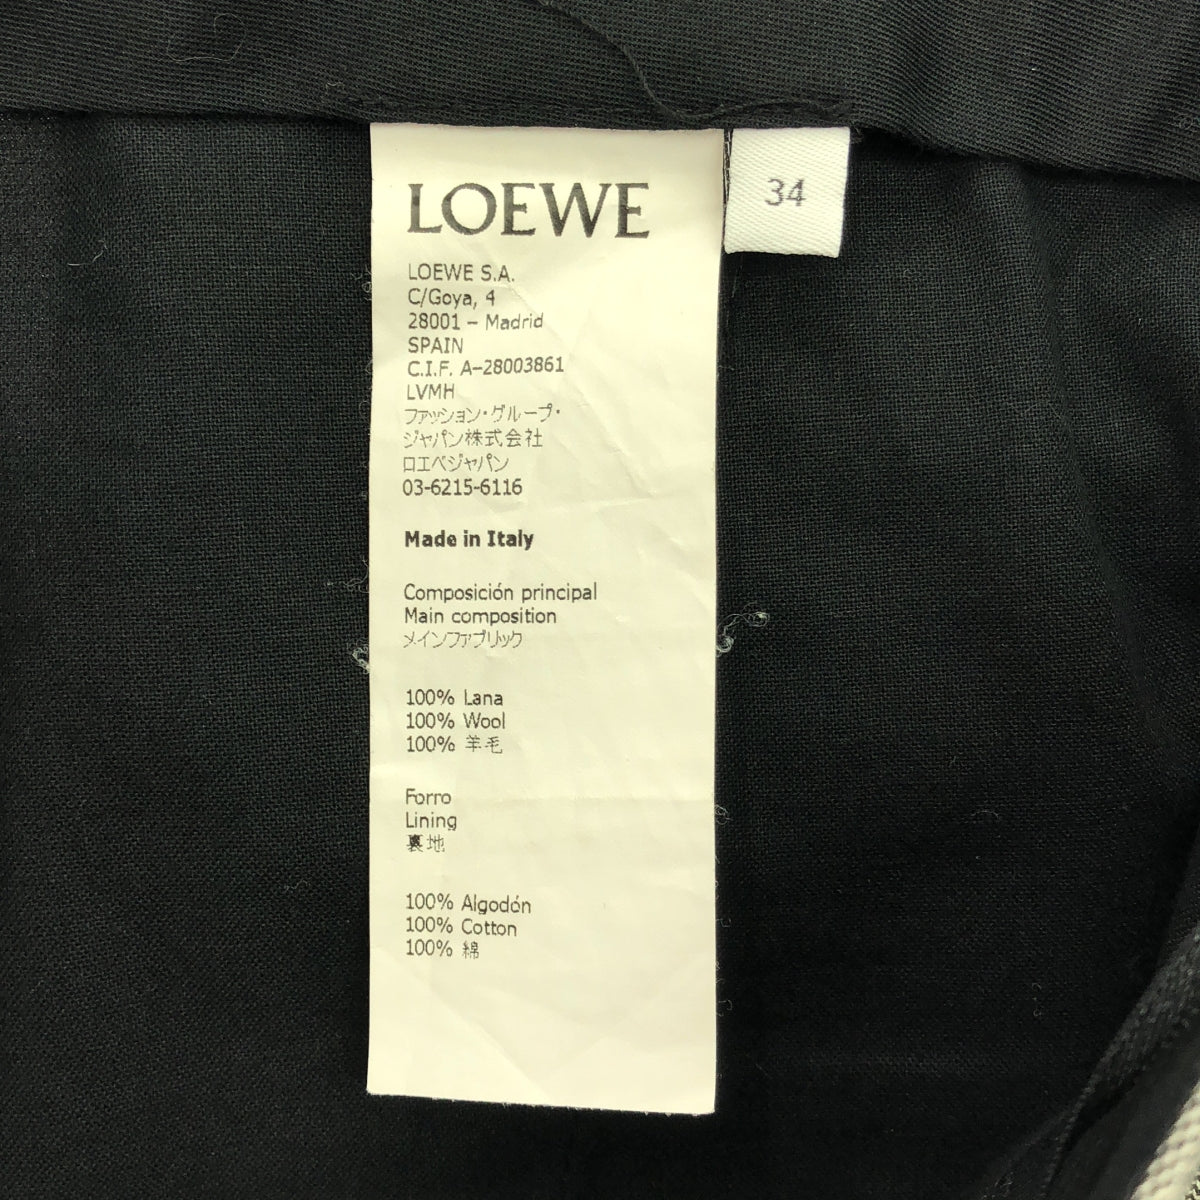 LOEWE
34
LOEWE S.A.
C/Goya, 4
28001 – Madrid
SPAIN
C.I.F. A-28003861
LVMH
ファッション・グループ・
ジャパン株式会社
ロエベジャパン
03-6215-6116
Made in Italy
Composición principal
Main composition
メインファブリック
100% Lana
100% Wool
100% 羊毛
Forro
Lining
裏地
100% Algodón
100% Cotton
100% 綿